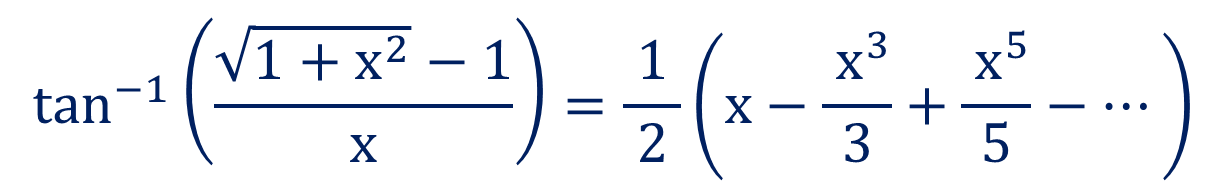 tan⁻¹((√(1 + x²) − 1)/x) = 1/2 (x − x³/3 + x⁵/5 − ⋯)